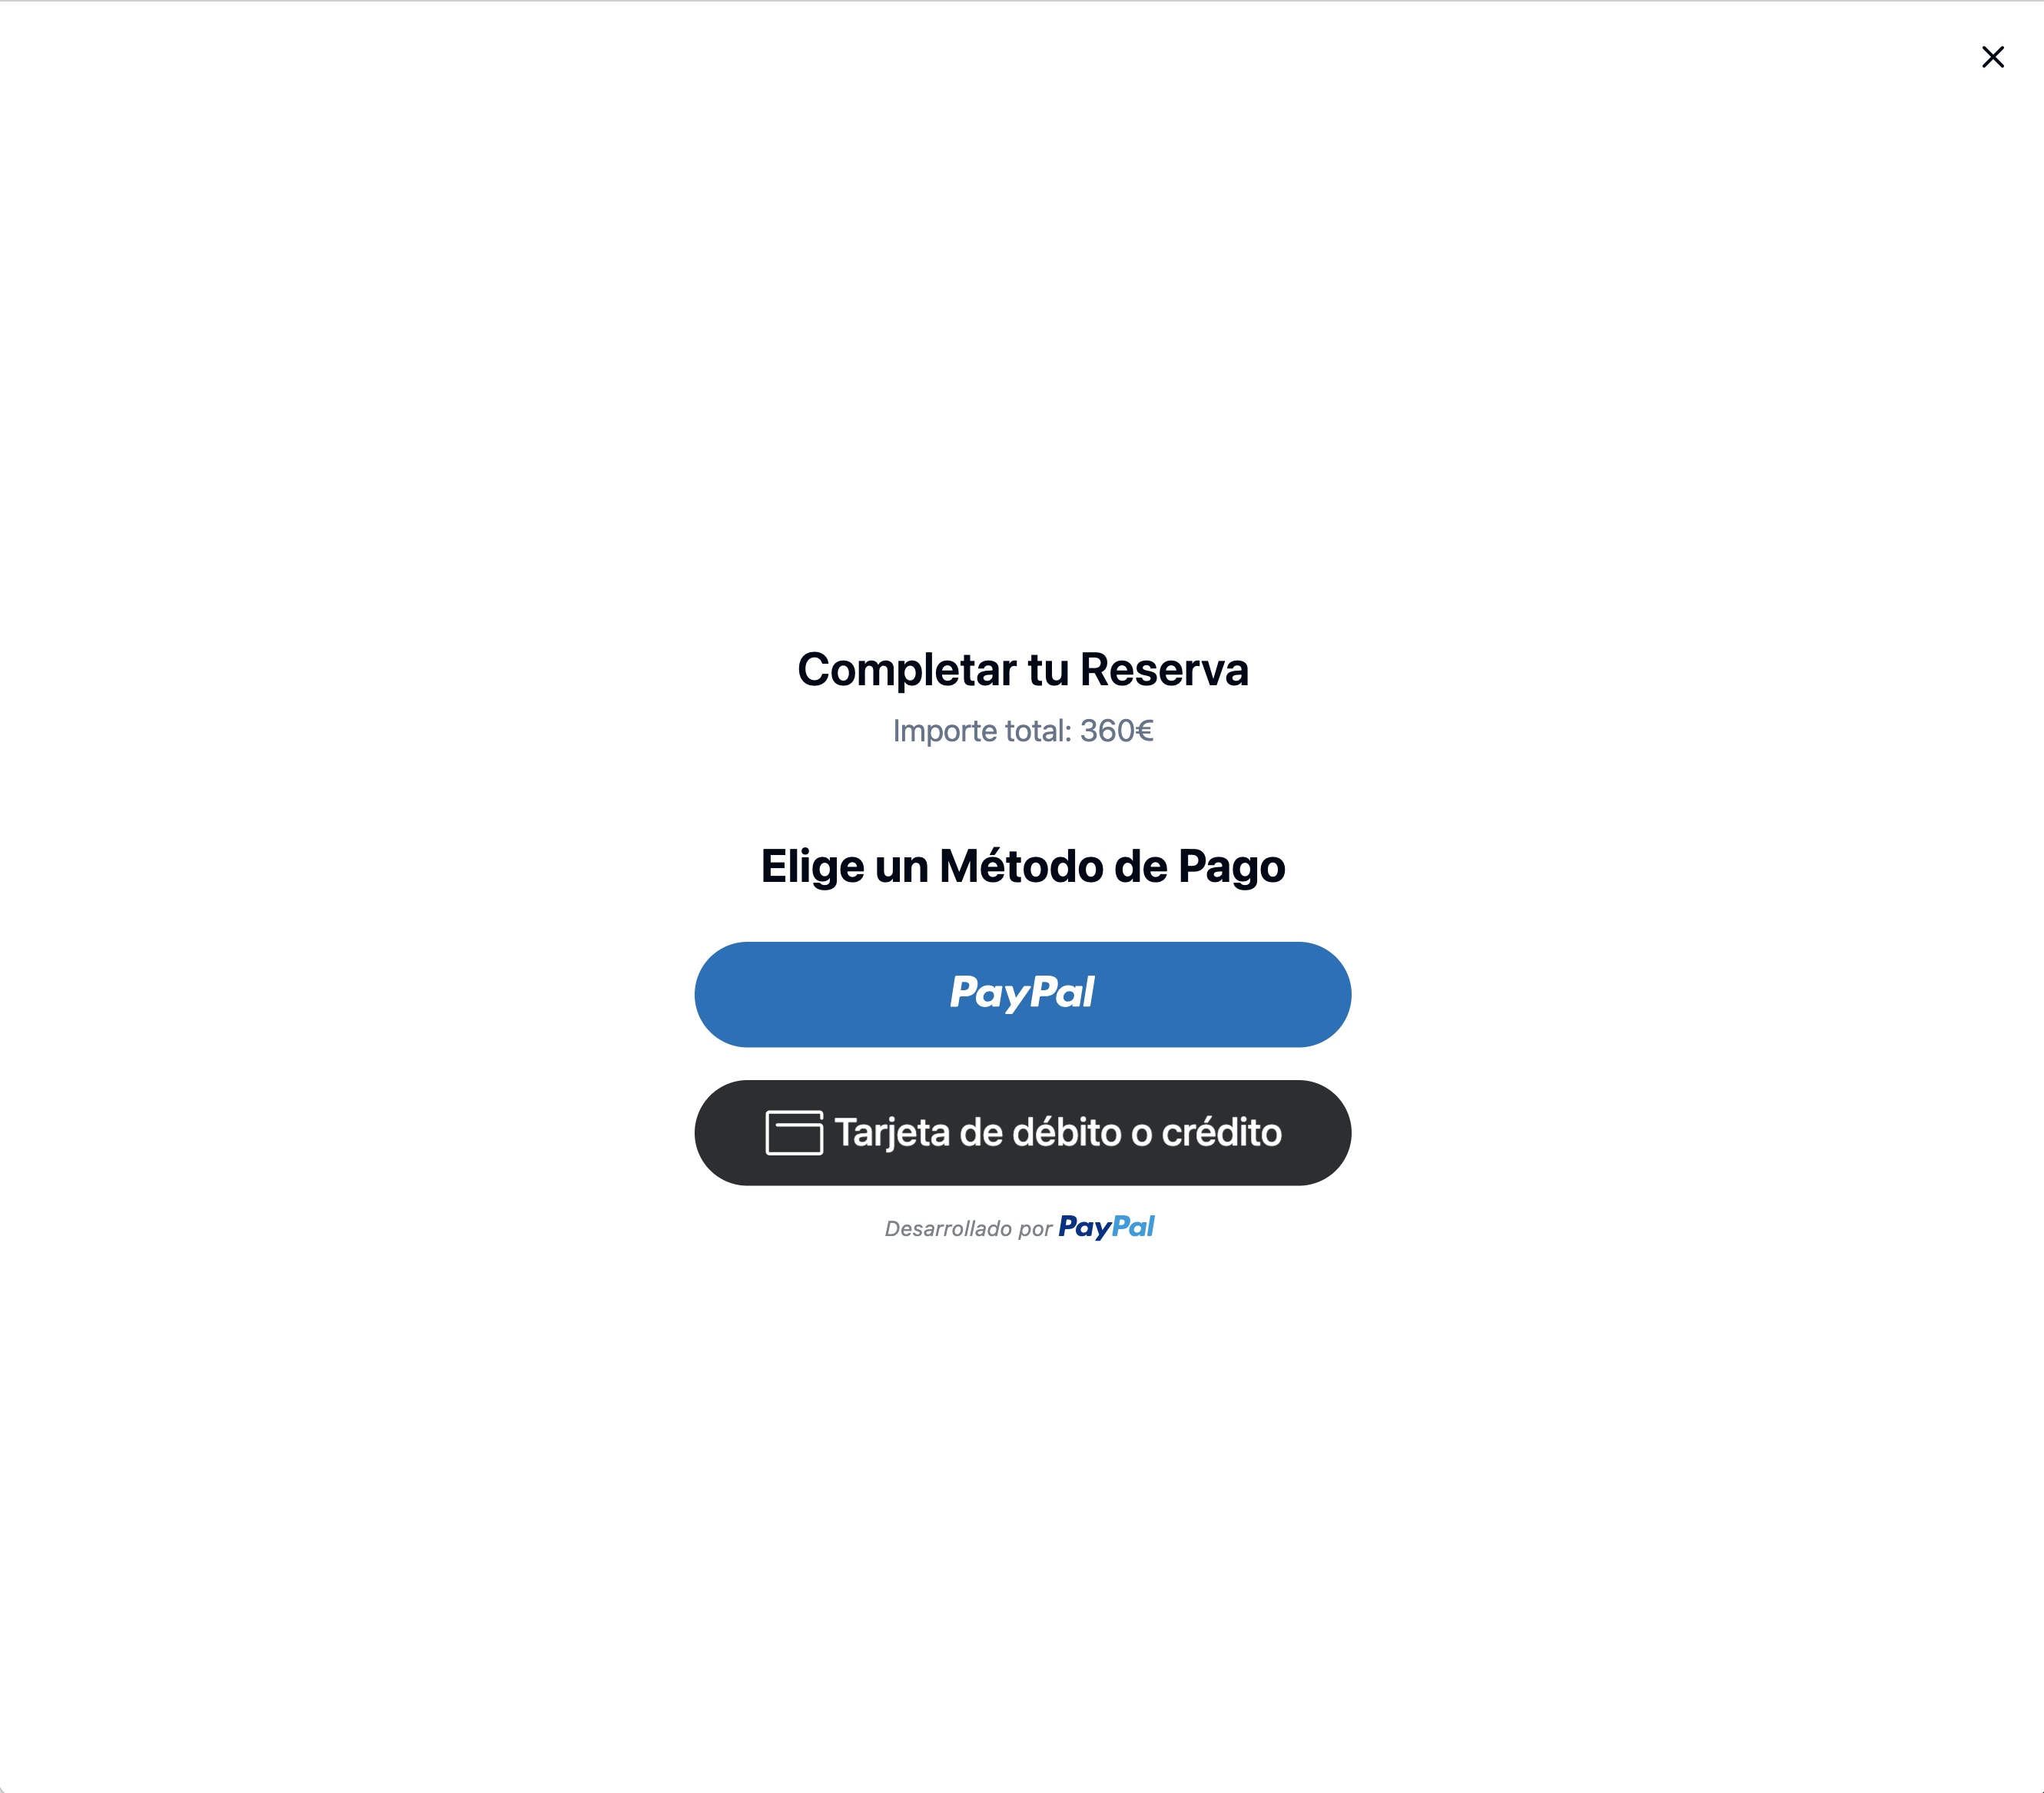 Completar tu Reserva
Importe total: 360€
Elige un Método de Pago
PayPal
Tarjeta de débito o crédito
Desarrollado por PayPal